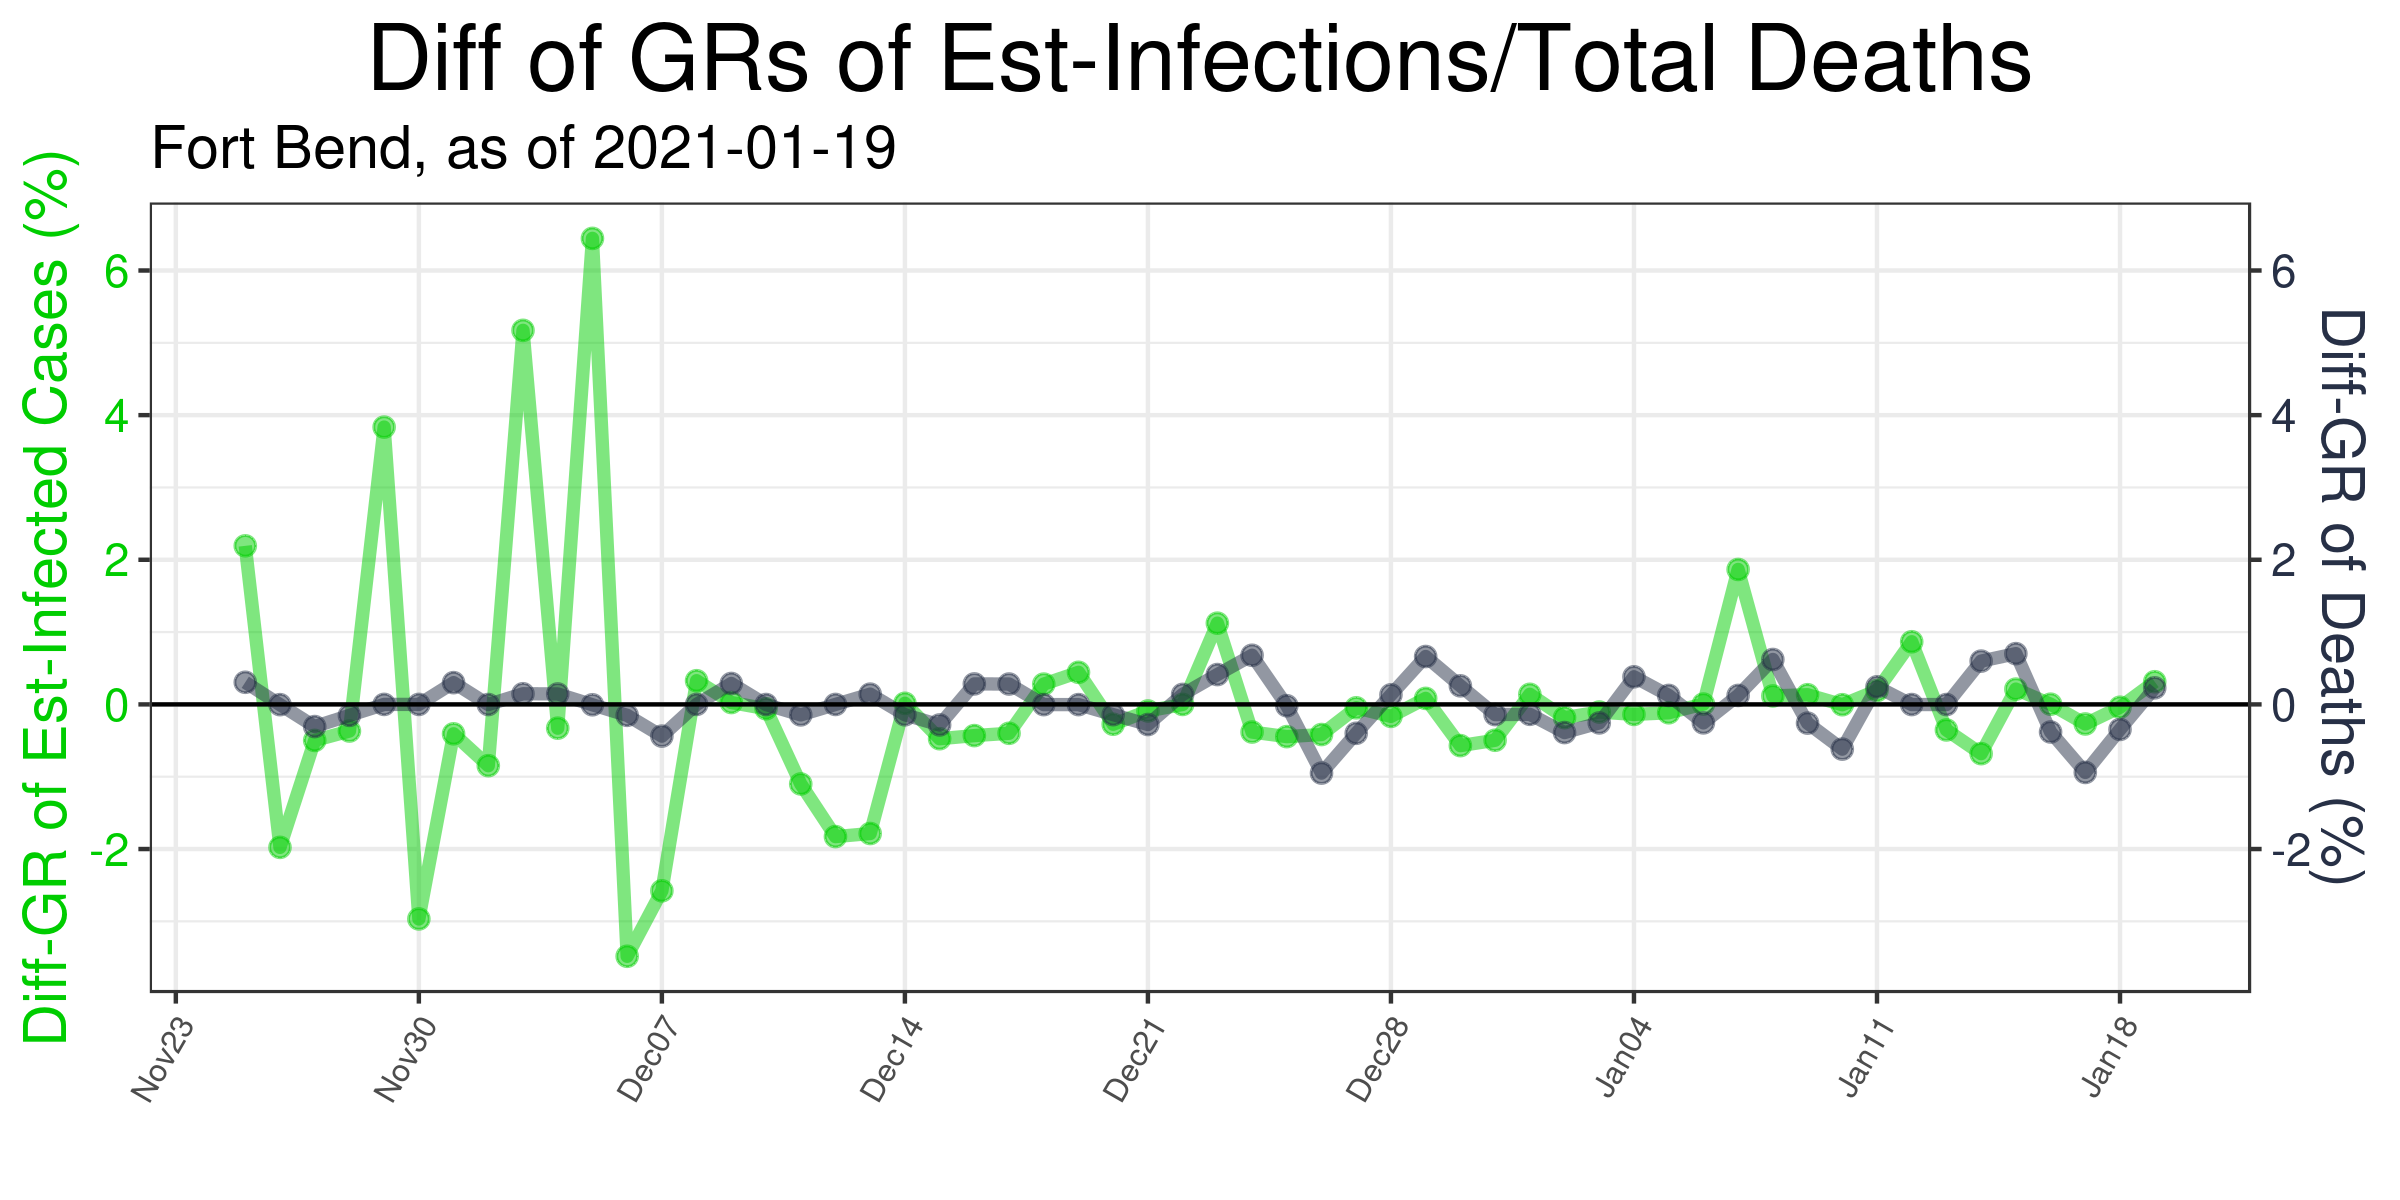 Diff of GRs of Est-Infections/Total Deaths
Fort Bend, as of 2021-01-19
Diff-GR of Est-Infected Cases (%)
6
4
2
0
-2
6
4
2
0
-2
Diff-GR of Deaths (%)
Nov23
Nov30
Dec07
Dec14
Dec21
Dec28
Jan04
Jan11
Jan18